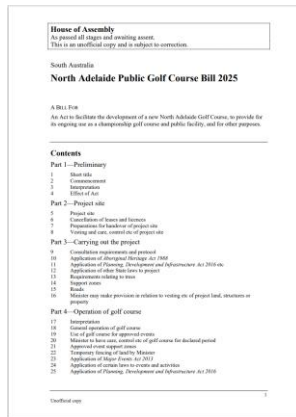 House of Assembly
As passed all stages and awaiting assent.
This is an unofficial copy and is subject to correction.
South Australia
North Adelaide Public Golf Course Bill 2025
A BILL FOR
An Act to facilitate the development of a new North Adelaide Golf Course, to provide for
its ongoing use as a championship golf course and public facility, and for other purposes.
Contents
Part 1—Preliminary
1 Short title
2 Commencement
3 Interpretation
4 Effect of Act
Part 2—Project site
5 Project site
6 Cancellation of leases and licences
7 Preparations for handover of project site
8 Vesting and care, control etc of project site
Part 3—Carrying out the project
9 Consultation requirements and protocol
10 Application of Aboriginal Heritage Act 1988
11 Application of Planning, Development and Infrastructure Act 2016 etc
12 Application of other State laws to project
13 Requirements relating to trees
14 Support zones
15 Roads
16 Minister may make provision in relation to vesting etc of project land, structures or
property
Part 4—Operation of golf course
17 Interpretation
18 General operation of golf course
19 Use of golf course for approved events
20 Minister to have care, control etc of golf course for declared period
21 Approved event support zones
22 Temporary fencing of land by Minister
23 Application of Major Events Act 2013
24 Application of certain laws to events and activities
25 Application of Planning, Development and Infrastructure Act 2016
1
Unofficial copy